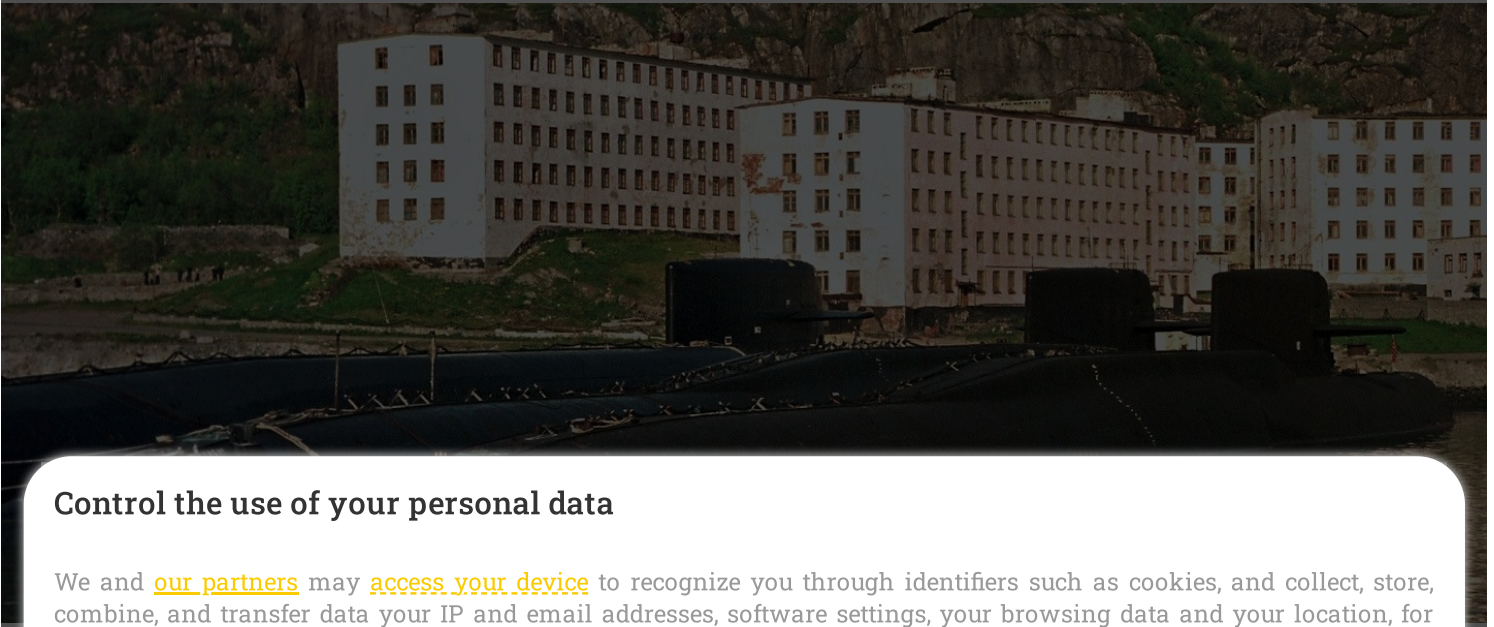 Control the use of your personal data
We and our partners may access your device to recognize you through identifiers such as cookies, and collect, store,
combine, and transfer data your IP and email addresses, software settings, your browsing data and your location, for